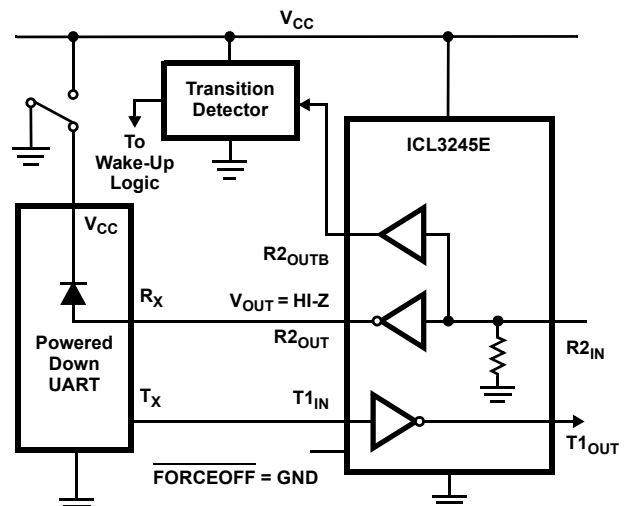 VCC
Transition
Detector
To
Wake-Up
Logic
ICL3245E
VCC
R2OUTB
RX
VOUT = HI-Z
R2OUT
R2IN
Powered
Down
UART
TX
T1IN
T1OUT
FORCEOFF = GND